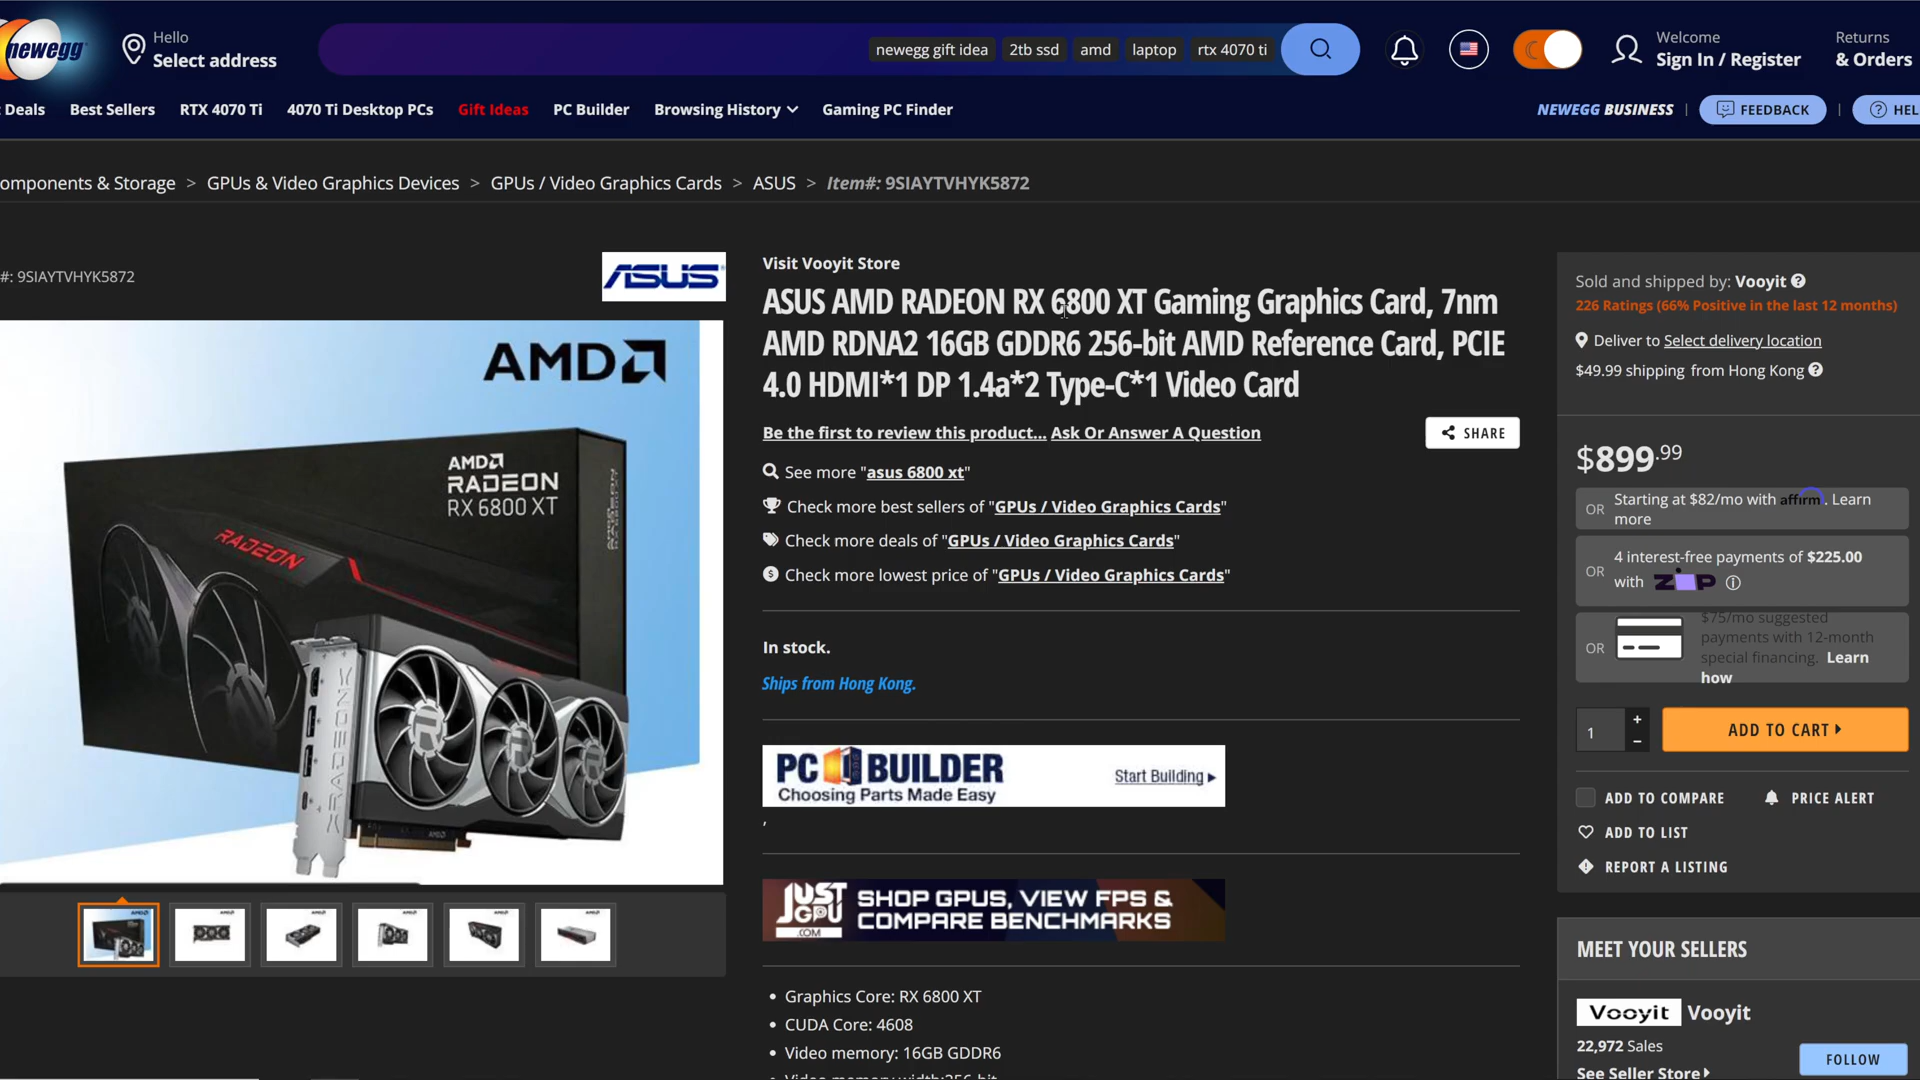 newegg
Hello
Select address
newegg gift idea
2tb ssd
amd
laptop
rtx 4070 ti
Welcome
Sign In / Register
Returns
& Orders
Deals
Best Sellers
RTX 4070 Ti
4070 Ti Desktop PCs
Gift Ideas
PC Builder
Browsing History
Gaming PC Finder
NEWEGG BUSINESS
FEEDBACK
HEL
omponents & Storage > GPUs & Video Graphics Devices > GPUs / Video Graphics Cards > ASUS > Item#: 9SIAYTVHYK5872
#: 9SIAYTVHYK5872
ASUS
AMD
AMD
RADEON
RX 6800 XT
RADEON
RADEON
AMD
Visit Vooyit Store
ASUS AMD RADEON RX 6800 XT Gaming Graphics Card, 7nm
AMD RDNA2 16GB GDDR6 256-bit AMD Reference Card, PCIE
4.0 HDMI*1 DP 1.4a*2 Type-C*1 Video Card
Be the first to review this product... Ask Or Answer A Question
SHARE
See more "asus 6800 xt"
Check more best sellers of "GPUs / Video Graphics Cards"
Check more deals of "GPUs / Video Graphics Cards"
Check more lowest price of "GPUs / Video Graphics Cards"
In stock.
Ships from Hong Kong.
PC BUILDER
Choosing Parts Made Easy
Start Building
,
JUST
GPU
.COM
SHOP GPUS, VIEW FPS &
COMPARE BENCHMARKS
• Graphics Core: RX 6800 XT
• CUDA Core: 4608
• Video memory: 16GB GDDR6
• Video memory width:256-bit
Sold and shipped by: Vooyit
226 Ratings (66% Positive in the last 12 months)
Deliver to Select delivery location
$49.99 shipping from Hong Kong
$899.99
OR
Starting at $82/mo with affirm. Learn
more
OR
4 interest-free payments of $225.00
with ZIP
OR
$75/mo suggested
payments with 12-month
special financing. Learn
how
1
+
-
ADD TO CART
ADD TO COMPARE
PRICE ALERT
ADD TO LIST
REPORT A LISTING
MEET YOUR SELLERS
Vooyit
Vooyit
22,972 Sales
See Seller Store
FOLLOW